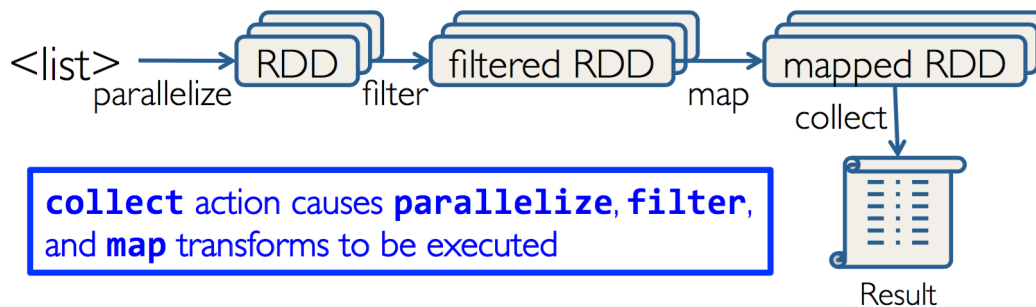 <list>
RDD
filtered RDD
mapped RDD
parallelize
filter
map
collect
collect action causes parallelize, filter,
and map transforms to be executed
Result